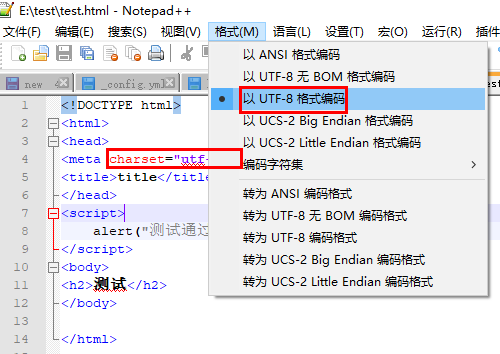 E:\test\test.html - Notepad++
文件(F) 编辑(E) 搜索(S) 视图(V) 格式(M) 语言(L) 设置(T) 宏(O) 运行(R)
new 4 _config.yml
以 ANSI 格式编码
以 UTF-8 无 BOM 格式编码
以 UTF-8 格式编码
以 UCS-2 Big Endian 格式编码
以 UCS-2 Little Endian 格式编码
编码字符集
转为 ANSI 编码格式
转为 UTF-8 无 BOM 编码格式
转为 UTF-8 编码格式
转为 UCS-2 Big Endian 编码格式
转为 UCS-2 Little Endian 编码格式
1 <!DOCTYPE html>
2 <html>
3 <head>
4 <meta charset="utf-
5 <title>title</title
6 </head>
7 <script>
8 alert("测试通过
9 </script>
10 <body>
11 <h2>测试</h2>
12 </body>
13
14 </html>